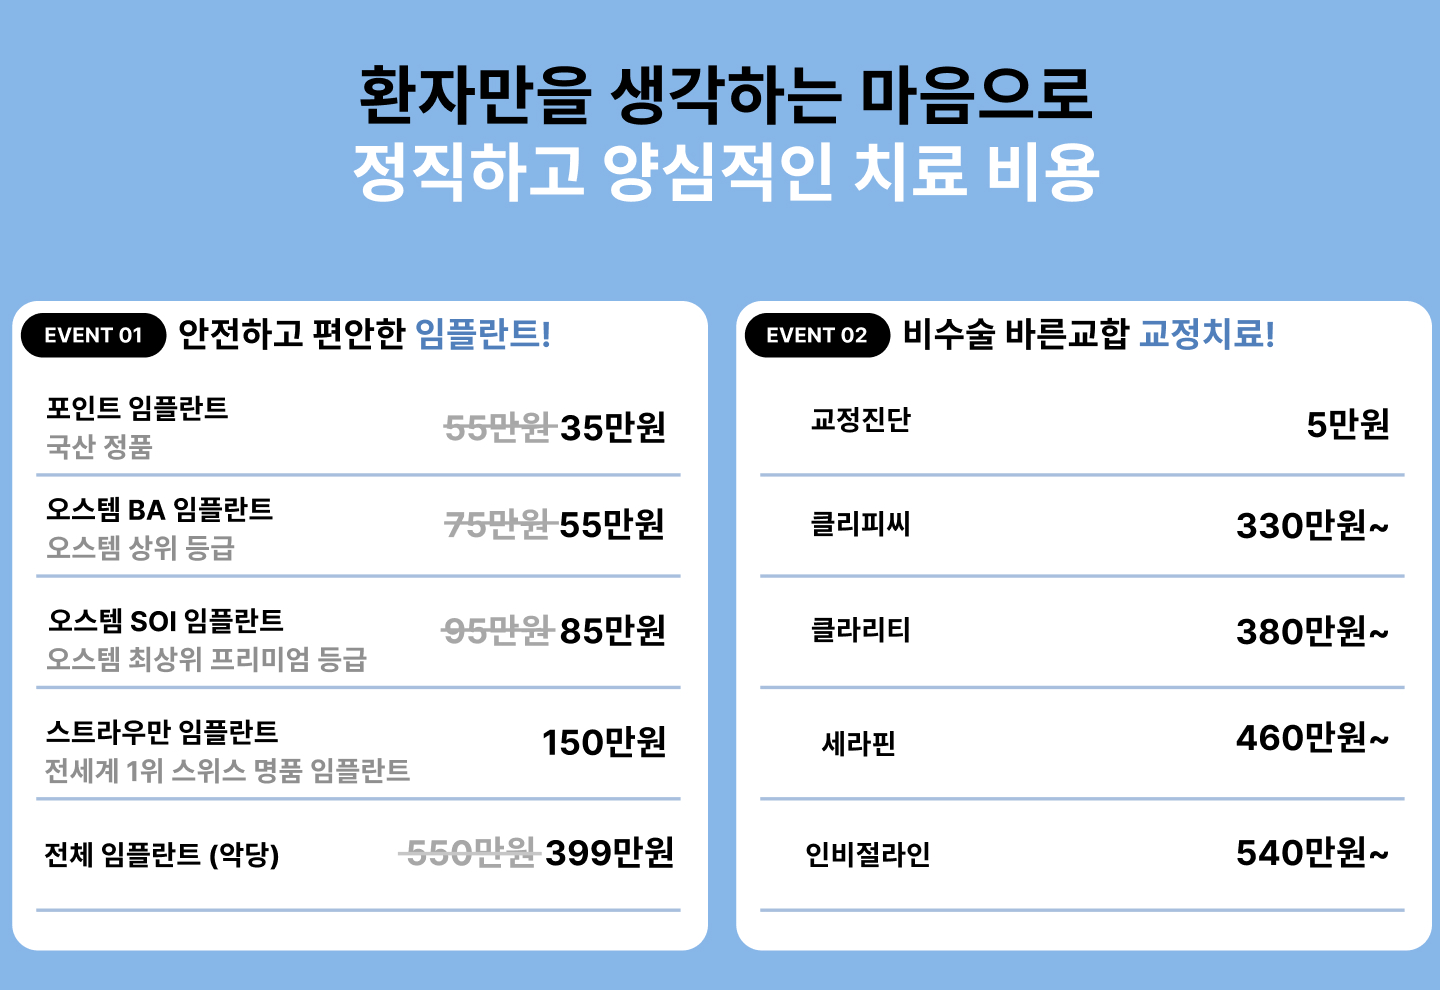 환자만을 생각하는 마음으로
정직하고 양심적인 치료 비용
EVENT 01 안전하고 편안한 임플란트!
포인트 임플란트
국산 정품
55만원 35만원
오스템 BA 임플란트
오스템 상위 등급
75만원 55만원
오스템 SOI 임플란트
오스템 최상위 프리미엄 등급
95만원 85만원
스트라우만 임플란트
전세계 1위 스위스 명품 임플란트
150만원
전체 임플란트 (악당) 550만원 399만원
EVENT 02 비수술 바른교합 교정치료!
교정진단 5만원
클리피씨 330만원~
클라리티 380만원~
세라핀 460만원~
인비절라인 540만원~